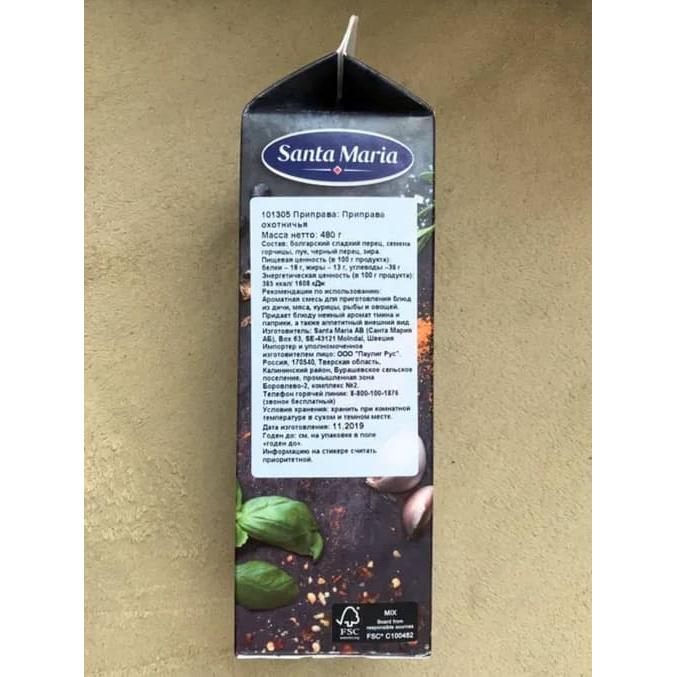 Santa Maria
101305 Приправа: Приправа
охотничья
Масса нетто: 480 г
Состав: болгарский сладкий перец, семена
горчицы, лук, черный перец, зира.
Пищевая ценность (в 100 г продукта):
белки – 18 г, жиры – 13 г, углеводы –36 г
Энергетическая ценность (в 100 г продукта):
385 ккал/ 1608 кДж
Рекомендации по использованию:
Ароматная смесь для приготовления блюд
из дичи, мяса, курицы, рыбы и овощей.
Придает блюду нежный аромат тмина и
паприки, а также аппетитный внешний вид
Изготовитель: Santa Maria AB (Санта Мария
АБ), Box 63, SE-43121 Molndal, Швеция
Импортер и уполномоченное
изготовителем лицо: ООО "Паулиг Рус".
Россия, 170540, Тверская область,
Калининский район, Бурашевское сельское
поселение, промышленная зона
Боровлево-2, комплекс №2.
Телефон горячей линии: 8-800-100-1876
(звонок бесплатный)
Условия хранения: хранить при комнатной
температуре в сухом и темном месте.
Дата изготовления: 11.2019
Годен до: см. на упаковке в поле
«годен до».
Информацию на стикере считать
приоритетной.
FSC
MIX
Board from
responsible sources
FSC® C100482